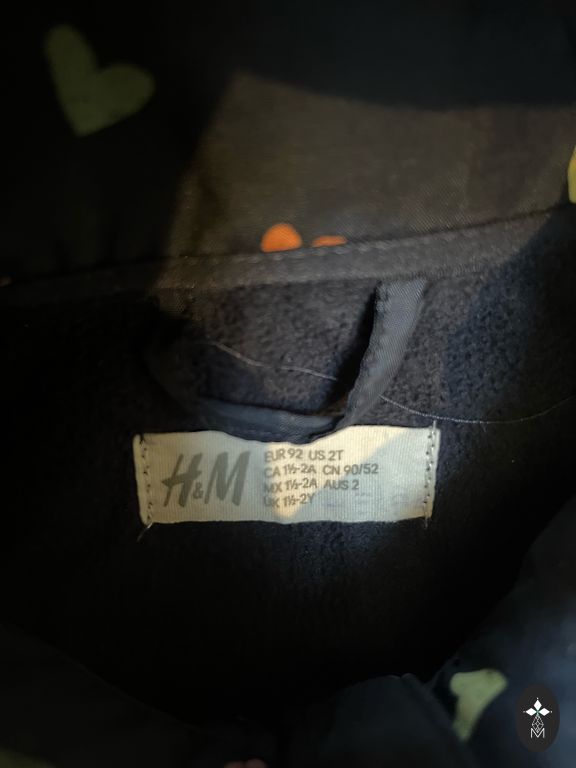 H&M
EUR 92 US 2T
CA 1½-2A CN 90/52
MX 1½-2A AUS 2
UK 1½-2Y
M